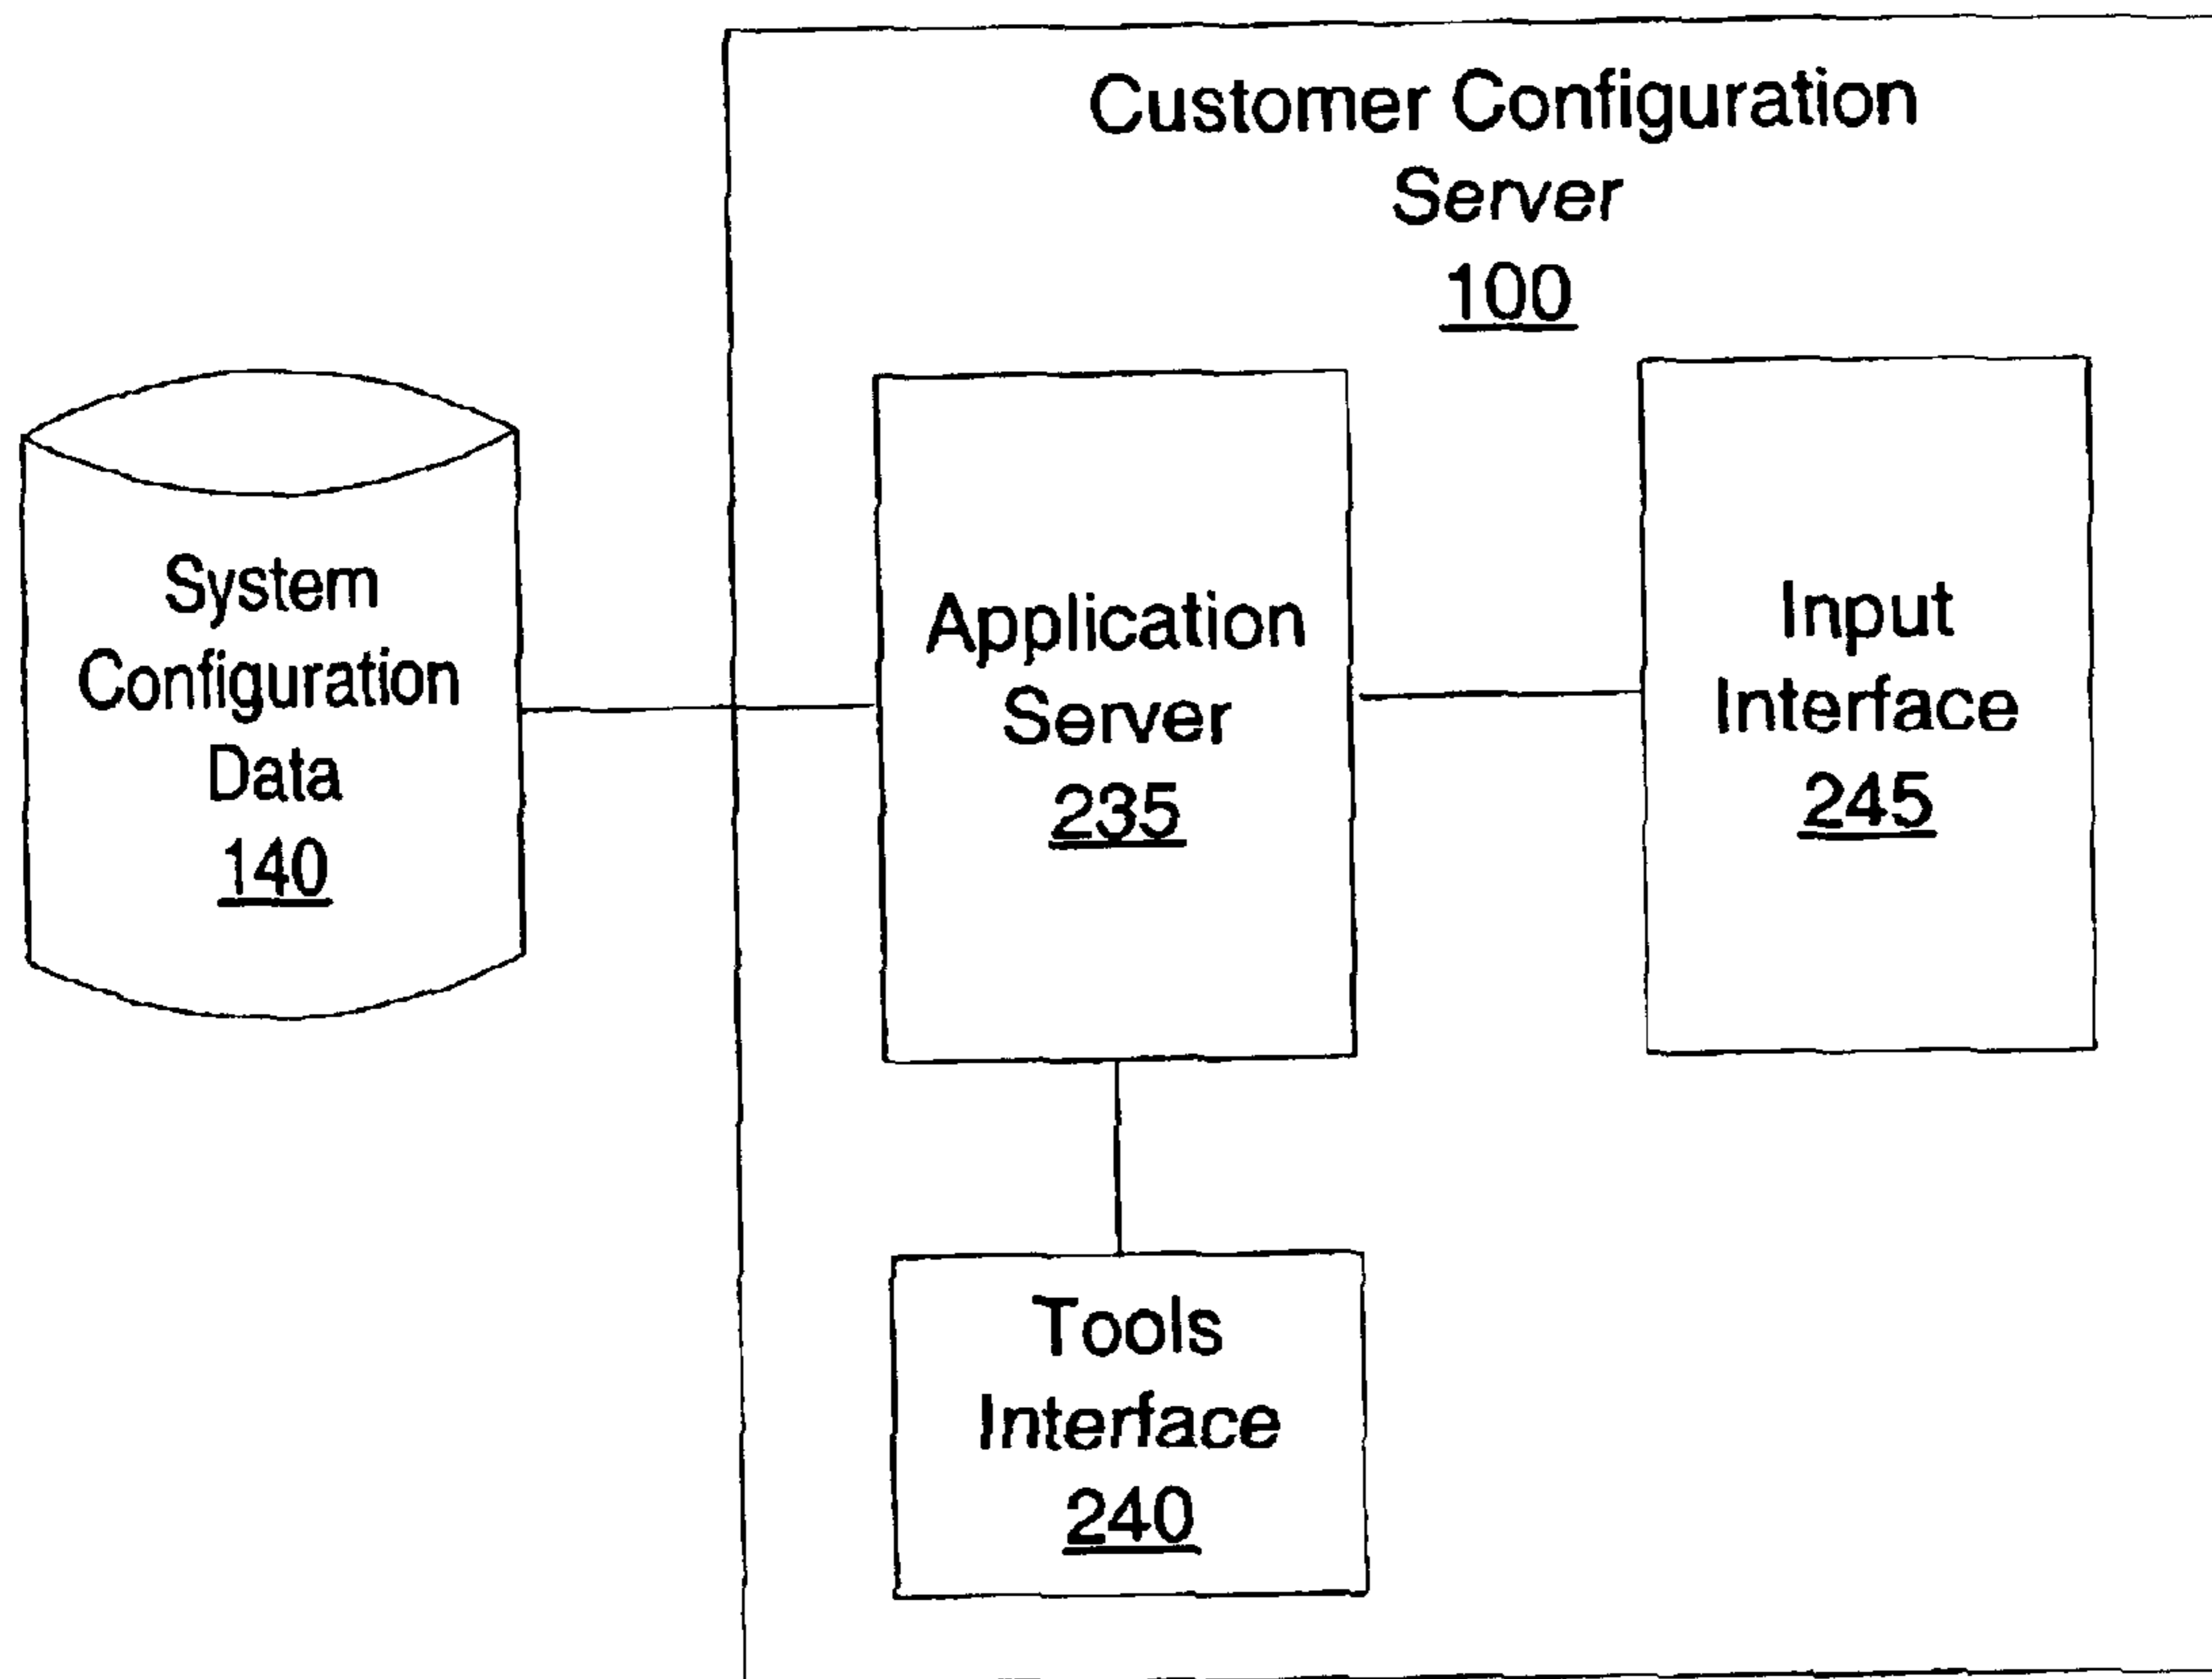 Customer Configuration
Server
100
System
Configuration
Data
140
Application
Server
235
Input
Interface
245
Tools
Interface
240